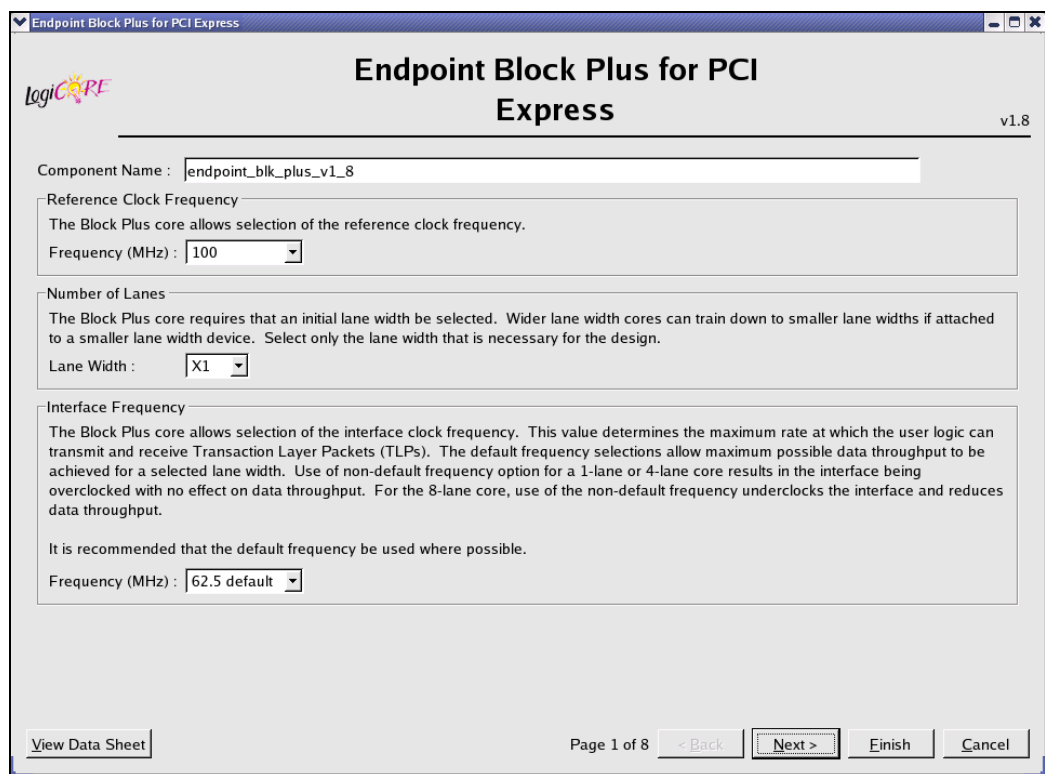 Endpoint Block Plus for PCI Express
LogiCORE
Endpoint Block Plus for PCI
Express
v1.8
Component Name : endpoint_blk_plus_v1_8
Reference Clock Frequency
The Block Plus core allows selection of the reference clock frequency.
Frequency (MHz) : 100
Number of Lanes
The Block Plus core requires that an initial lane width be selected. Wider lane width cores can train down to smaller lane widths if attached
to a smaller lane width device. Select only the lane width that is necessary for the design.
Lane Width : X1
Interface Frequency
The Block Plus core allows selection of the interface clock frequency. This value determines the maximum rate at which the user logic can
transmit and receive Transaction Layer Packets (TLPs). The default frequency selections allow maximum possible data throughput to be
achieved for a selected lane width. Use of non-default frequency option for a 1-lane or 4-lane core results in the interface being
overclocked with no effect on data throughput. For the 8-lane core, use of the non-default frequency underclocks the interface and reduces
data throughput.
It is recommended that the default frequency be used where possible.
Frequency (MHz) : 62.5 default
View Data Sheet Page 1 of 8 < Back Next > Finish Cancel